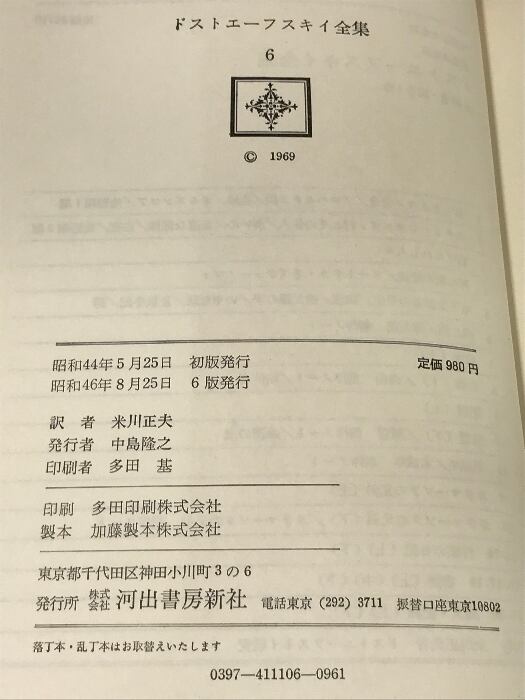 ドストエーフスキイ全集
6
© 1969
昭和44年5月25日 初版発行 定価980円
昭和46年8月25日 6版発行
訳者 米川正夫
発行者 中島隆之
印刷者 多田 基
印刷 多田印刷株式会社
製本 加藤製本株式会社
東京都千代田区神田小川町3の6
発行所 株式会社 河出書房新社 電話東京 (292) 3711 振替口座東京10802
落丁本・乱丁本はお取替えいたします
0397—411106—0961